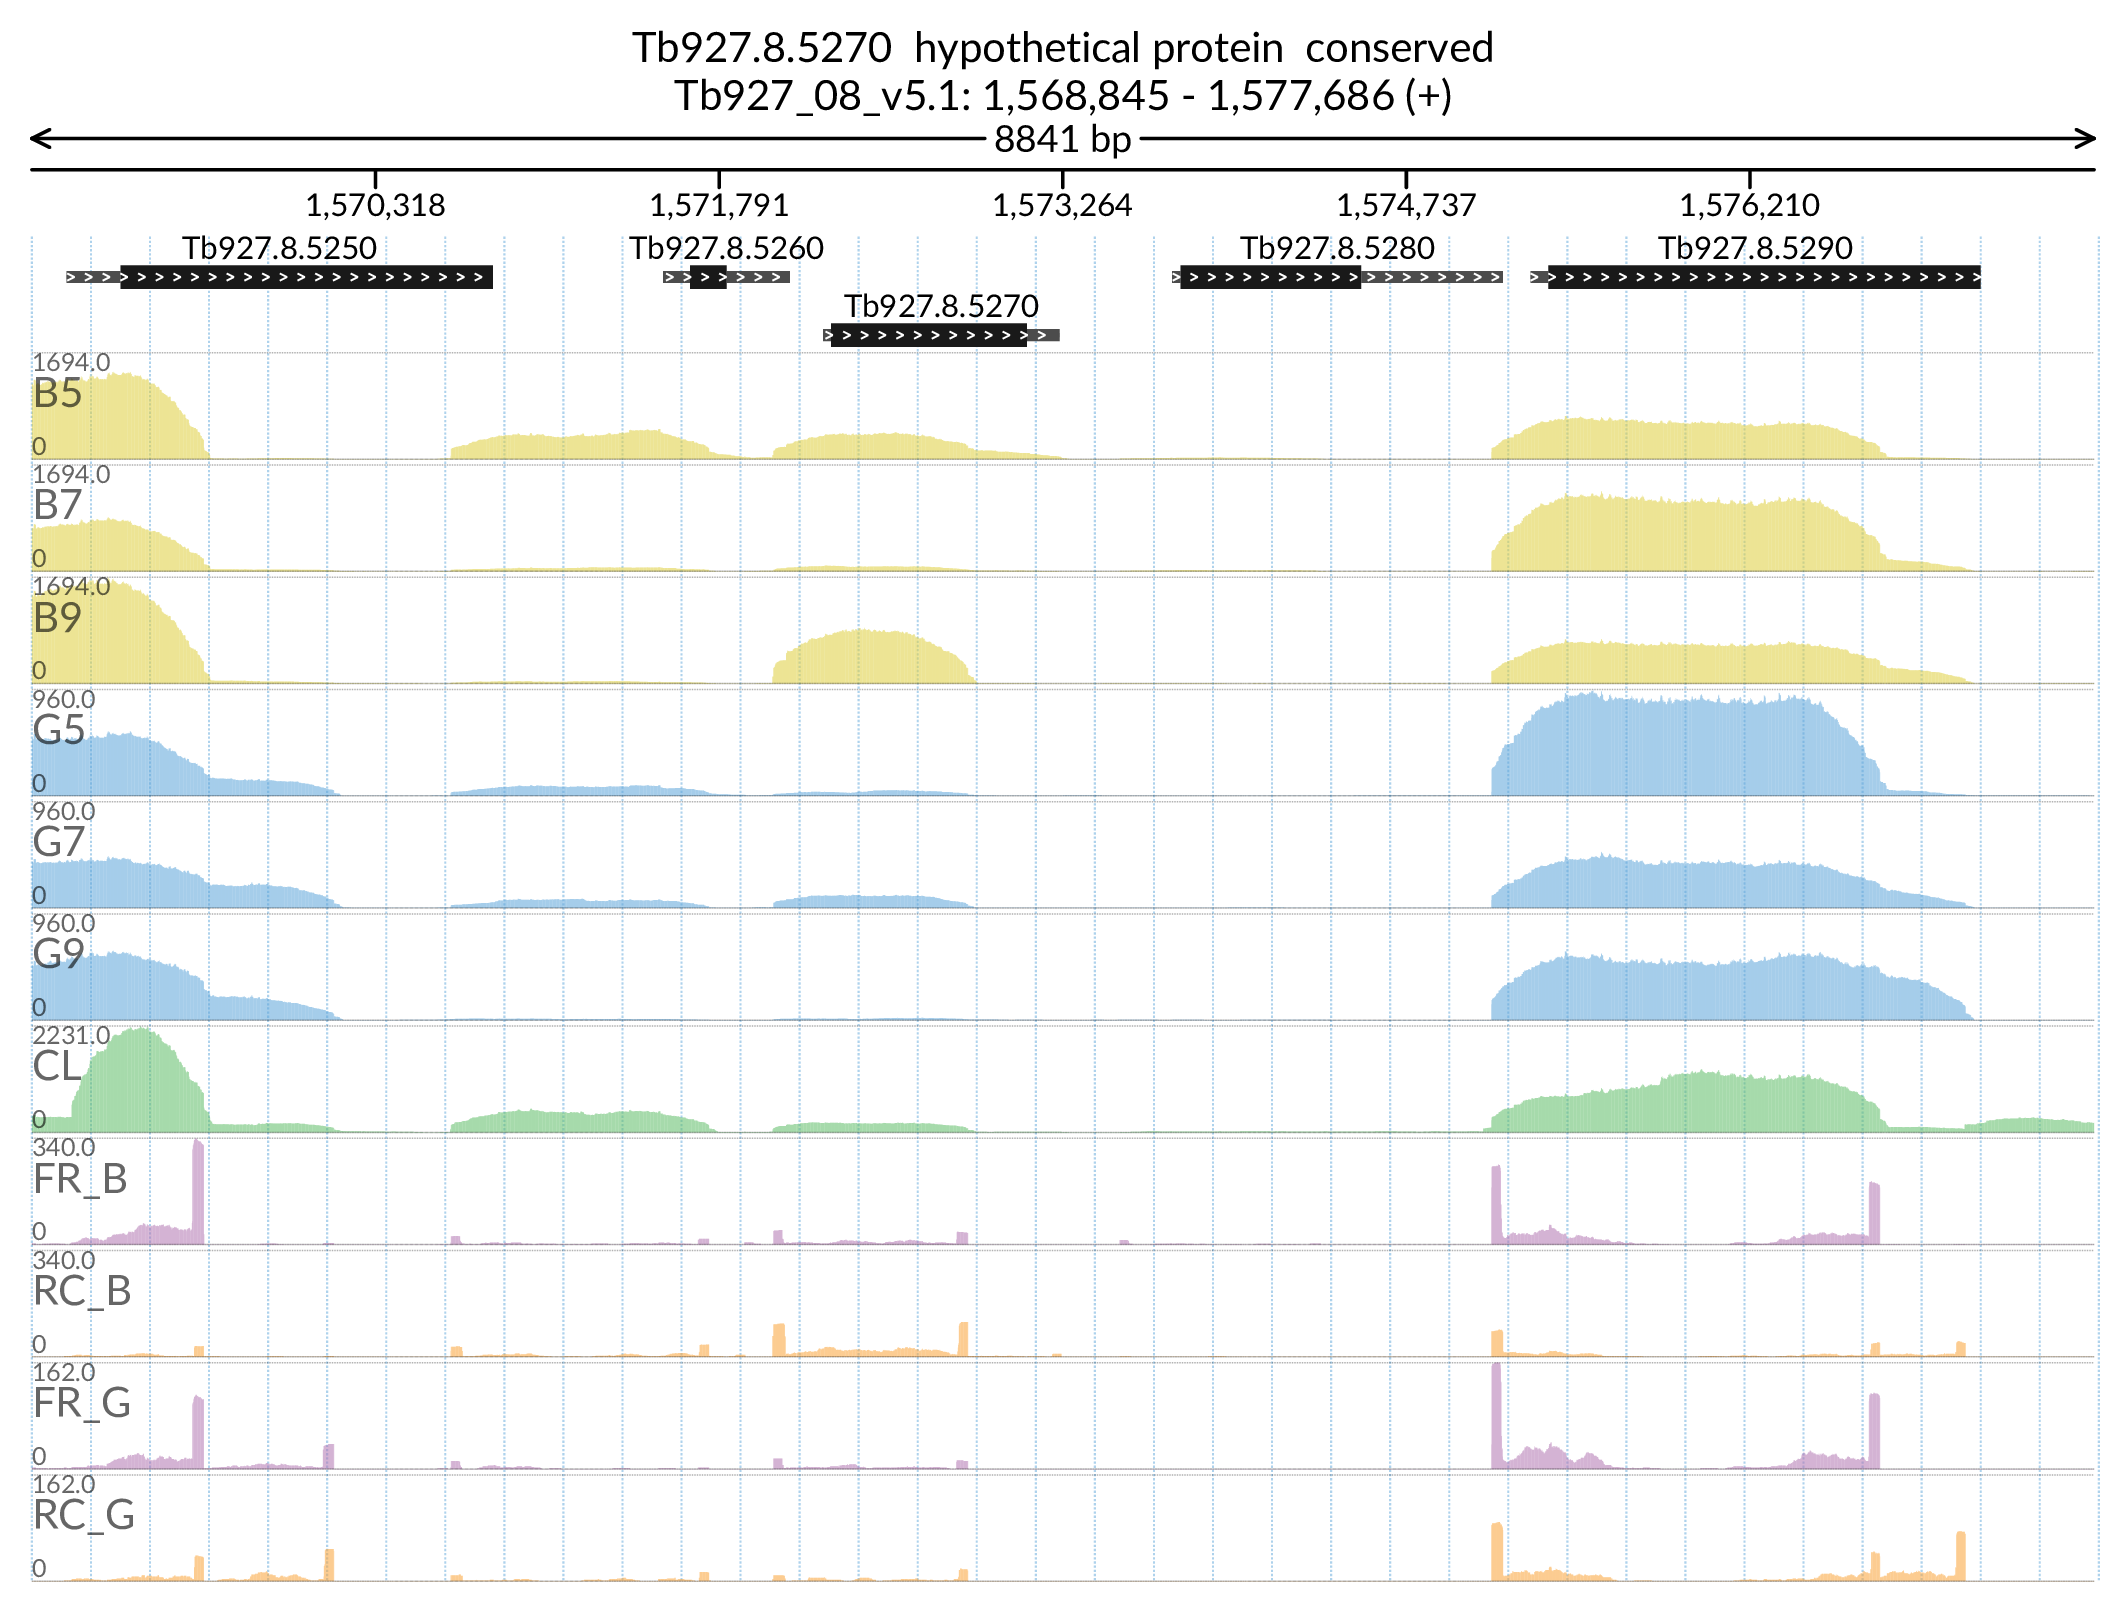 Tb927.8.5270 hypothetical protein conserved
Tb927_08_v5.1: 1,568,845 - 1,577,686 (+)
8841 bp
1,570,318 1,571,791 1,573,264 1,574,737 1,576,210
Tb927.8.5250 Tb927.8.5260 Tb927.8.5280 Tb927.8.5290
Tb927.8.5270
1694.0
B5
0
1694.0
B7
0
1694.0
B9
0
960.0
G5
0
960.0
G7
0
960.0
G9
0
2231.0
CL
0
340.0
FR_B
0
340.0
RC_B
0
162.0
FR_G
0
162.0
RC_G
0